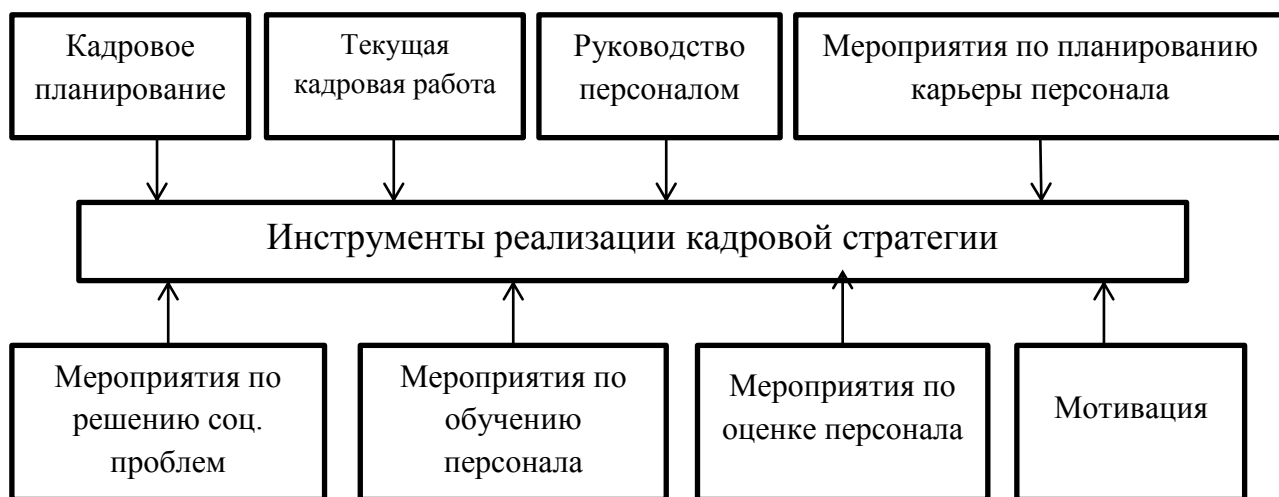 Кадровое
планирование
Текущая
кадровая работа
Руководство
персоналом
Мероприятия по планированию
карьеры персонала
Инструменты реализации кадровой стратегии
Мероприятия по
решению соц.
проблем
Мероприятия по
обучению
персонала
Мероприятия по
оценке персонала
Мотивация